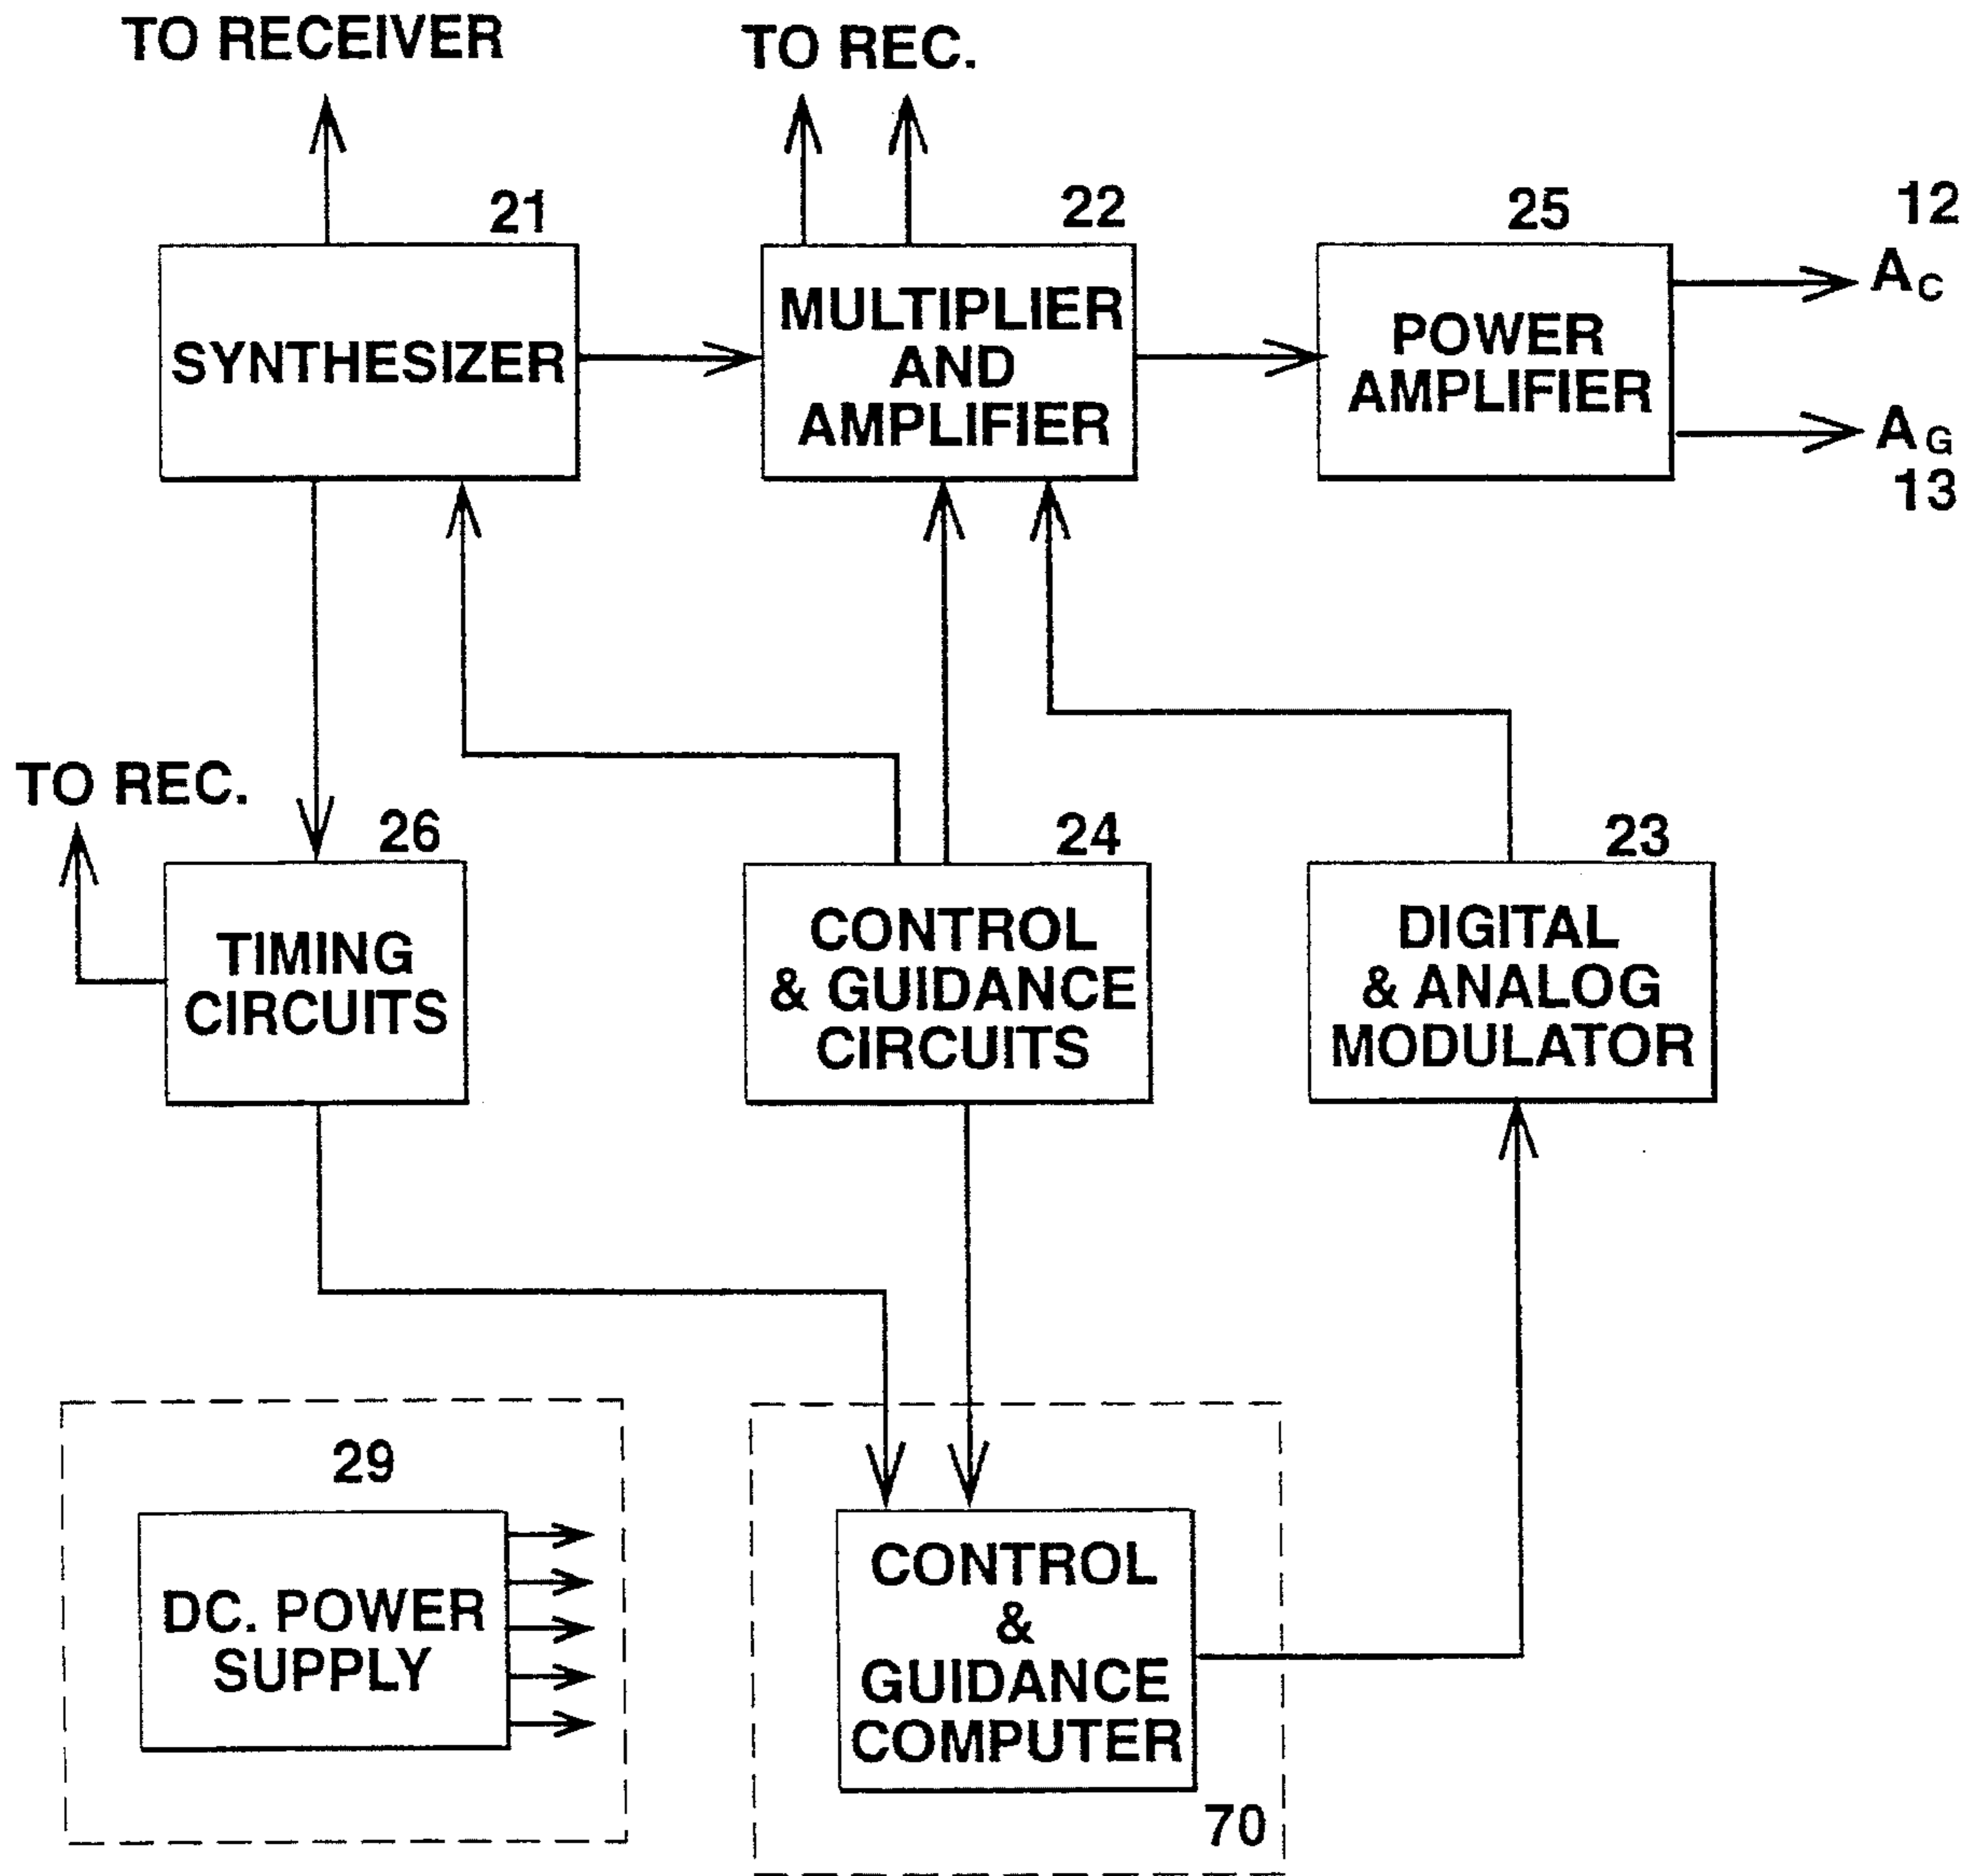 TO RECEIVER
TO REC.
21
22
25
12
SYNTHESIZER
MULTIPLIER
AND
AMPLIFIER
POWER
AMPLIFIER
AC
AG
13
TO REC.
26
24
23
TIMING
CIRCUITS
CONTROL
& GUIDANCE
CIRCUITS
DIGITAL
& ANALOG
MODULATOR
29
DC. POWER
SUPPLY
CONTROL
&
GUIDANCE
COMPUTER
70